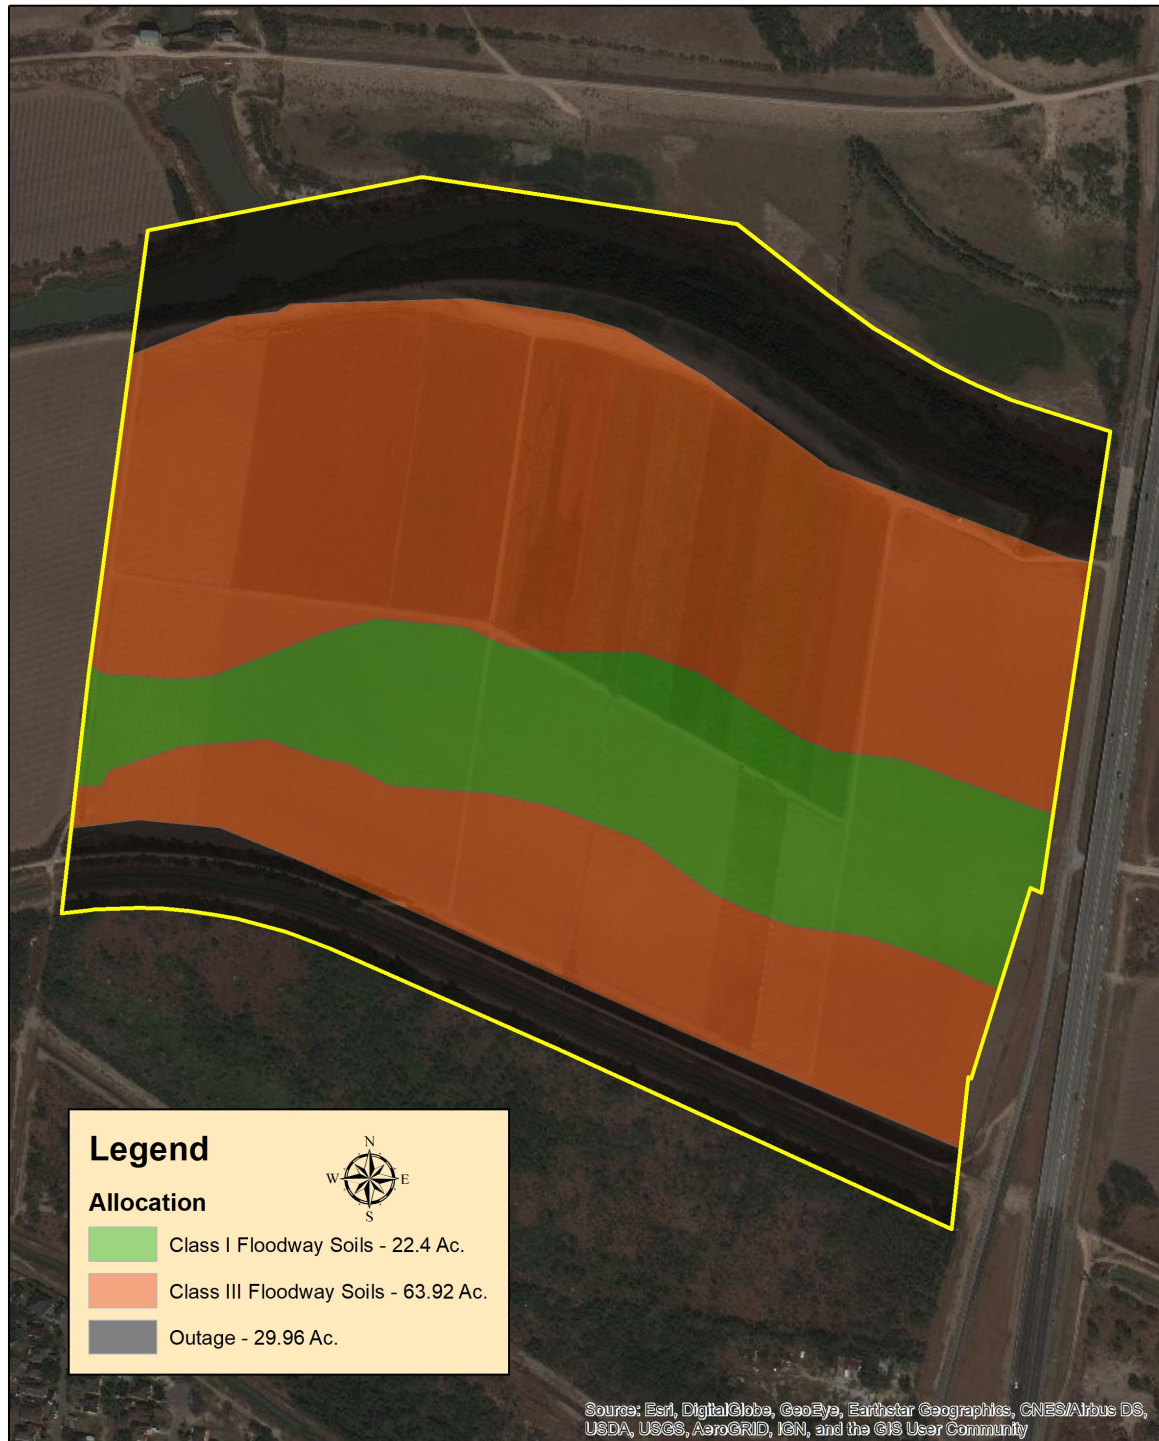 Legend
N
W E
S
Allocation
Class I Floodway Soils - 22.4 Ac.
Class III Floodway Soils - 63.92 Ac.
Outage - 29.96 Ac.
Source: Esri, DigitalGlobe, GeoEye, Earthstar Geographics, CNES/Airbus DS,
USDA, USGS, AeroGRID, IGN, and the GIS User Community